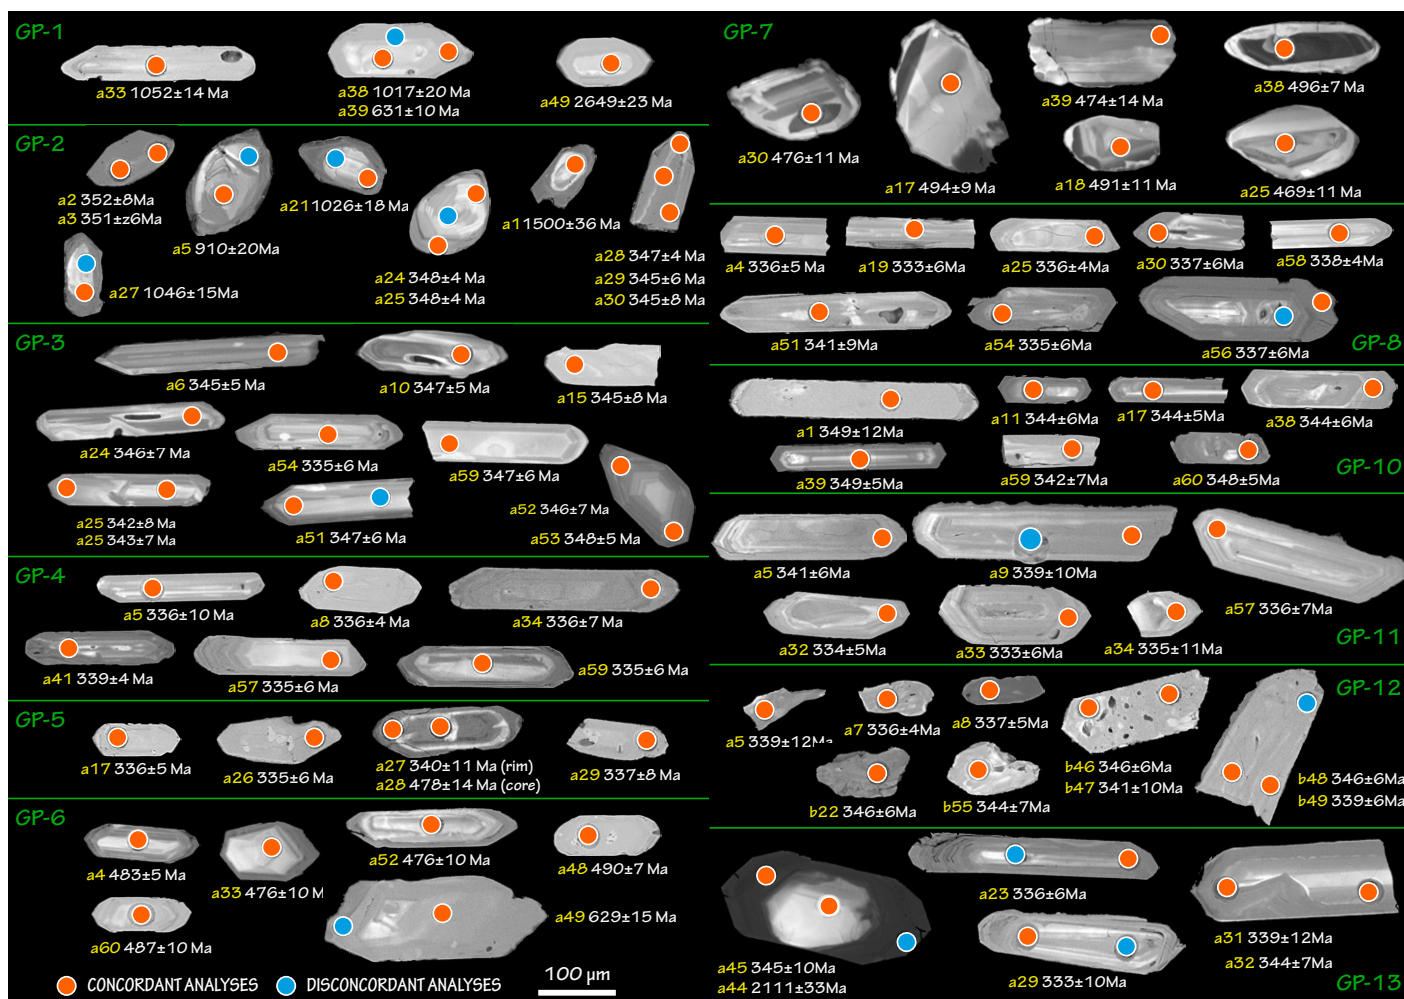 GP-1
a33 1052±14 Ma
a38 1017±20 Ma
a39 631±10 Ma
a49 2649±23 Ma
GP-2
a2 352±8Ma
a3 351±z6Ma
a5 910±20Ma
a21 1026±18 Ma
a24 348±4 Ma
a25 348±4 Ma
a1 1500±36 Ma
a28 347±4 Ma
a29 345±6 Ma
a30 345±8 Ma
a27 1046±15Ma
GP-3
a6 345±5 Ma
a10 347±5 Ma
a15 345±8 Ma
a24 346±7 Ma
a54 335±6 Ma
a59 347±6 Ma
a25 342±8 Ma
a25 343±7 Ma
a51 347±6 Ma
a52 346±7 Ma
a53 348±5 Ma
GP-4
a5 336±10 Ma
a8 336±4 Ma
a34 336±7 Ma
a41 339±4 Ma
a57 335±6 Ma
a59 335±6 Ma
GP-5
a17 336±5 Ma
a26 335±6 Ma
a27 340±11 Ma (rim)
a28 478±14 Ma (core)
a29 337±8 Ma
GP-6
a4 483±5 Ma
a33 476±10 M
a52 476±10 Ma
a48 490±7 Ma
a60 487±10 Ma
a49 629±15 Ma
CONCORDANT ANALYSES
DISCONCORDANT ANALYSES
100 µm
GP-7
a30 476±11 Ma
a17 494±9 Ma
a39 474±14 Ma
a38 496±7 Ma
a18 491±11 Ma
a25 469±11 Ma
a4 336±5 Ma
a19 333±6Ma
a25 336±4Ma
a30 337±6Ma
a58 338±4Ma
a51 341±9Ma
a54 335±6Ma
a56 337±6Ma
GP-8
a1 349±12Ma
a11 344±6Ma
a17 344±5Ma
a38 344±6Ma
a39 349±5Ma
a59 342±7Ma
a60 348±5Ma
GP-10
a5 341±6Ma
a9 339±10Ma
a57 336±7Ma
a32 334±5Ma
a33 333±6Ma
a34 335±11Ma
GP-11
GP-12
a5 339±12Ma
a7 336±4Ma
a8 337±5Ma
b46 346±6Ma
b47 341±10Ma
b48 346±6Ma
b49 339±6Ma
b22 346±6Ma
b55 344±7Ma
a23 336±6Ma
a45 345±10Ma
a44 2111±33Ma
a29 333±10Ma
a31 339±12Ma
a32 344±7Ma
GP-13